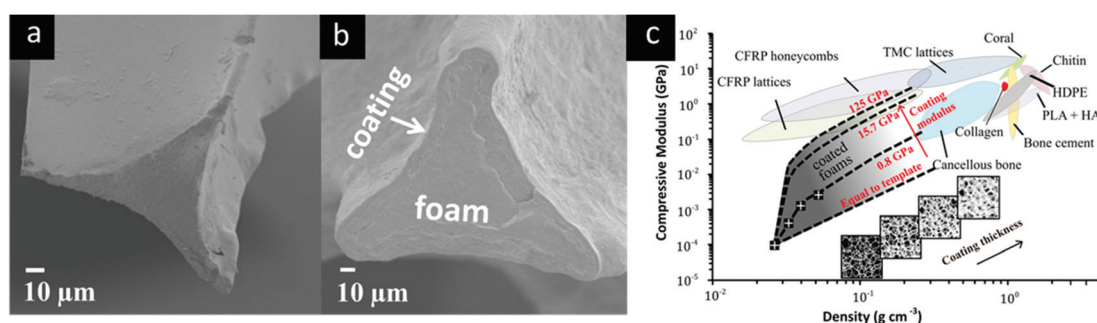 a
10 µm
b
coating
foam
10 µm
c
Compressive Modulus (GPa)
10²
10¹
10⁰
10⁻¹
10⁻²
10⁻³
10⁻⁴
10⁻⁵
CFRP honeycombs
TMC lattices
Coral
Chitin
CFRP lattices
HDPE
125 GPa
PLA + HA
15.7 GPa
Coating modulus
Collagen
Bone cement
coated foams
0.8 GPa
Cancellous bone
Equal to template
Coating thickness
10⁻²
10⁻¹
10⁰
Density (g cm⁻³)